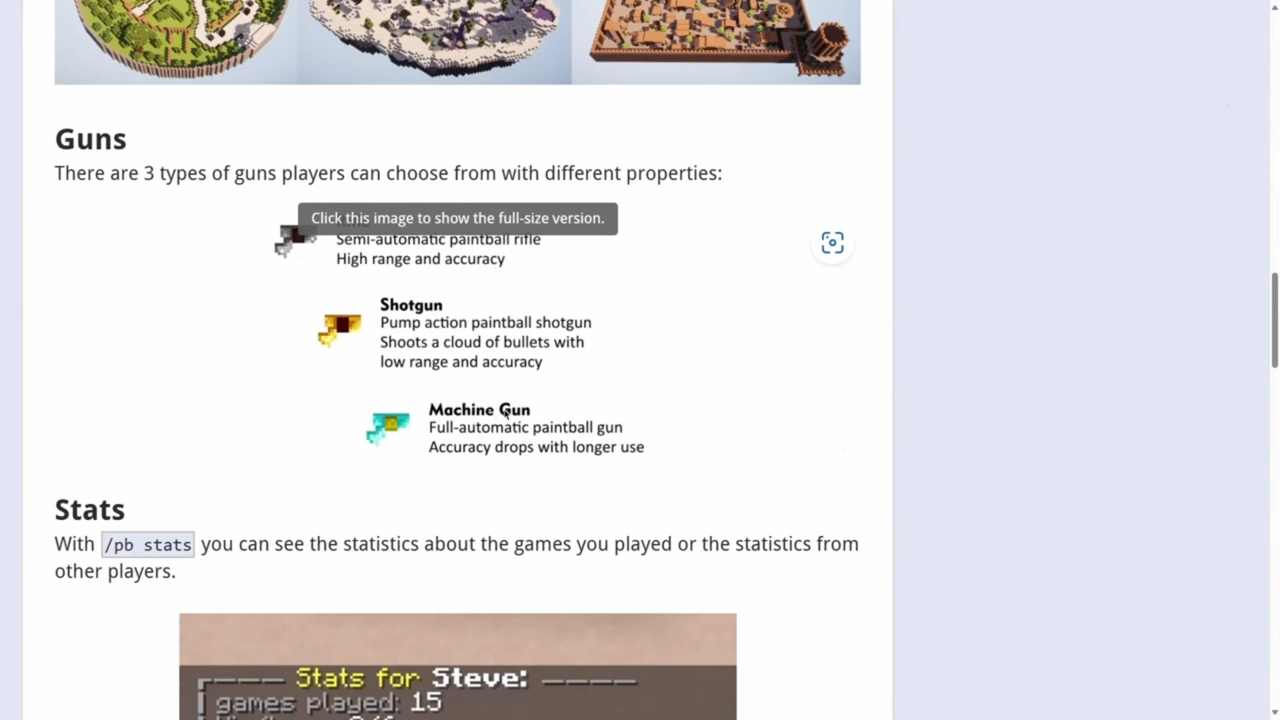 Guns
There are 3 types of guns players can choose from with different properties:
Click this image to show the full-size version.
Semi-automatic paintball rifle
High range and accuracy
Shotgun
Pump action paintball shotgun
Shoots a cloud of bullets with
low range and accuracy
Machine Gun
Full-automatic paintball gun
Accuracy drops with longer use
Stats
With /pb stats you can see the statistics about the games you played or the statistics from
other players.
Stats for Steve:
games played: 15